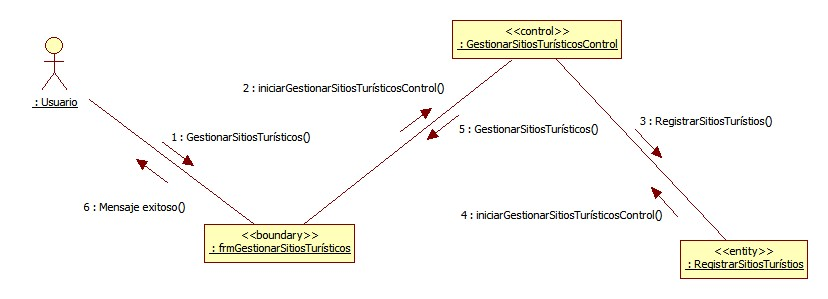 <<control>>
: GestionarSitiosTurísticosControl
: Usuario
2 : iniciarGestionarSitiosTurísticosControl()
1 : GestionarSitiosTurísticos()
5 : GestionarSitiosTurísticos()
3 : RegistrarSitiosTurístios()
6 : Mensaje exitoso()
4 : iniciarGestionarSitiosTurísticosControl()
<<boundary>>
: frmGestionarSitiosTurísticos
<<entity>>
: RegistrarSitiosTurístios